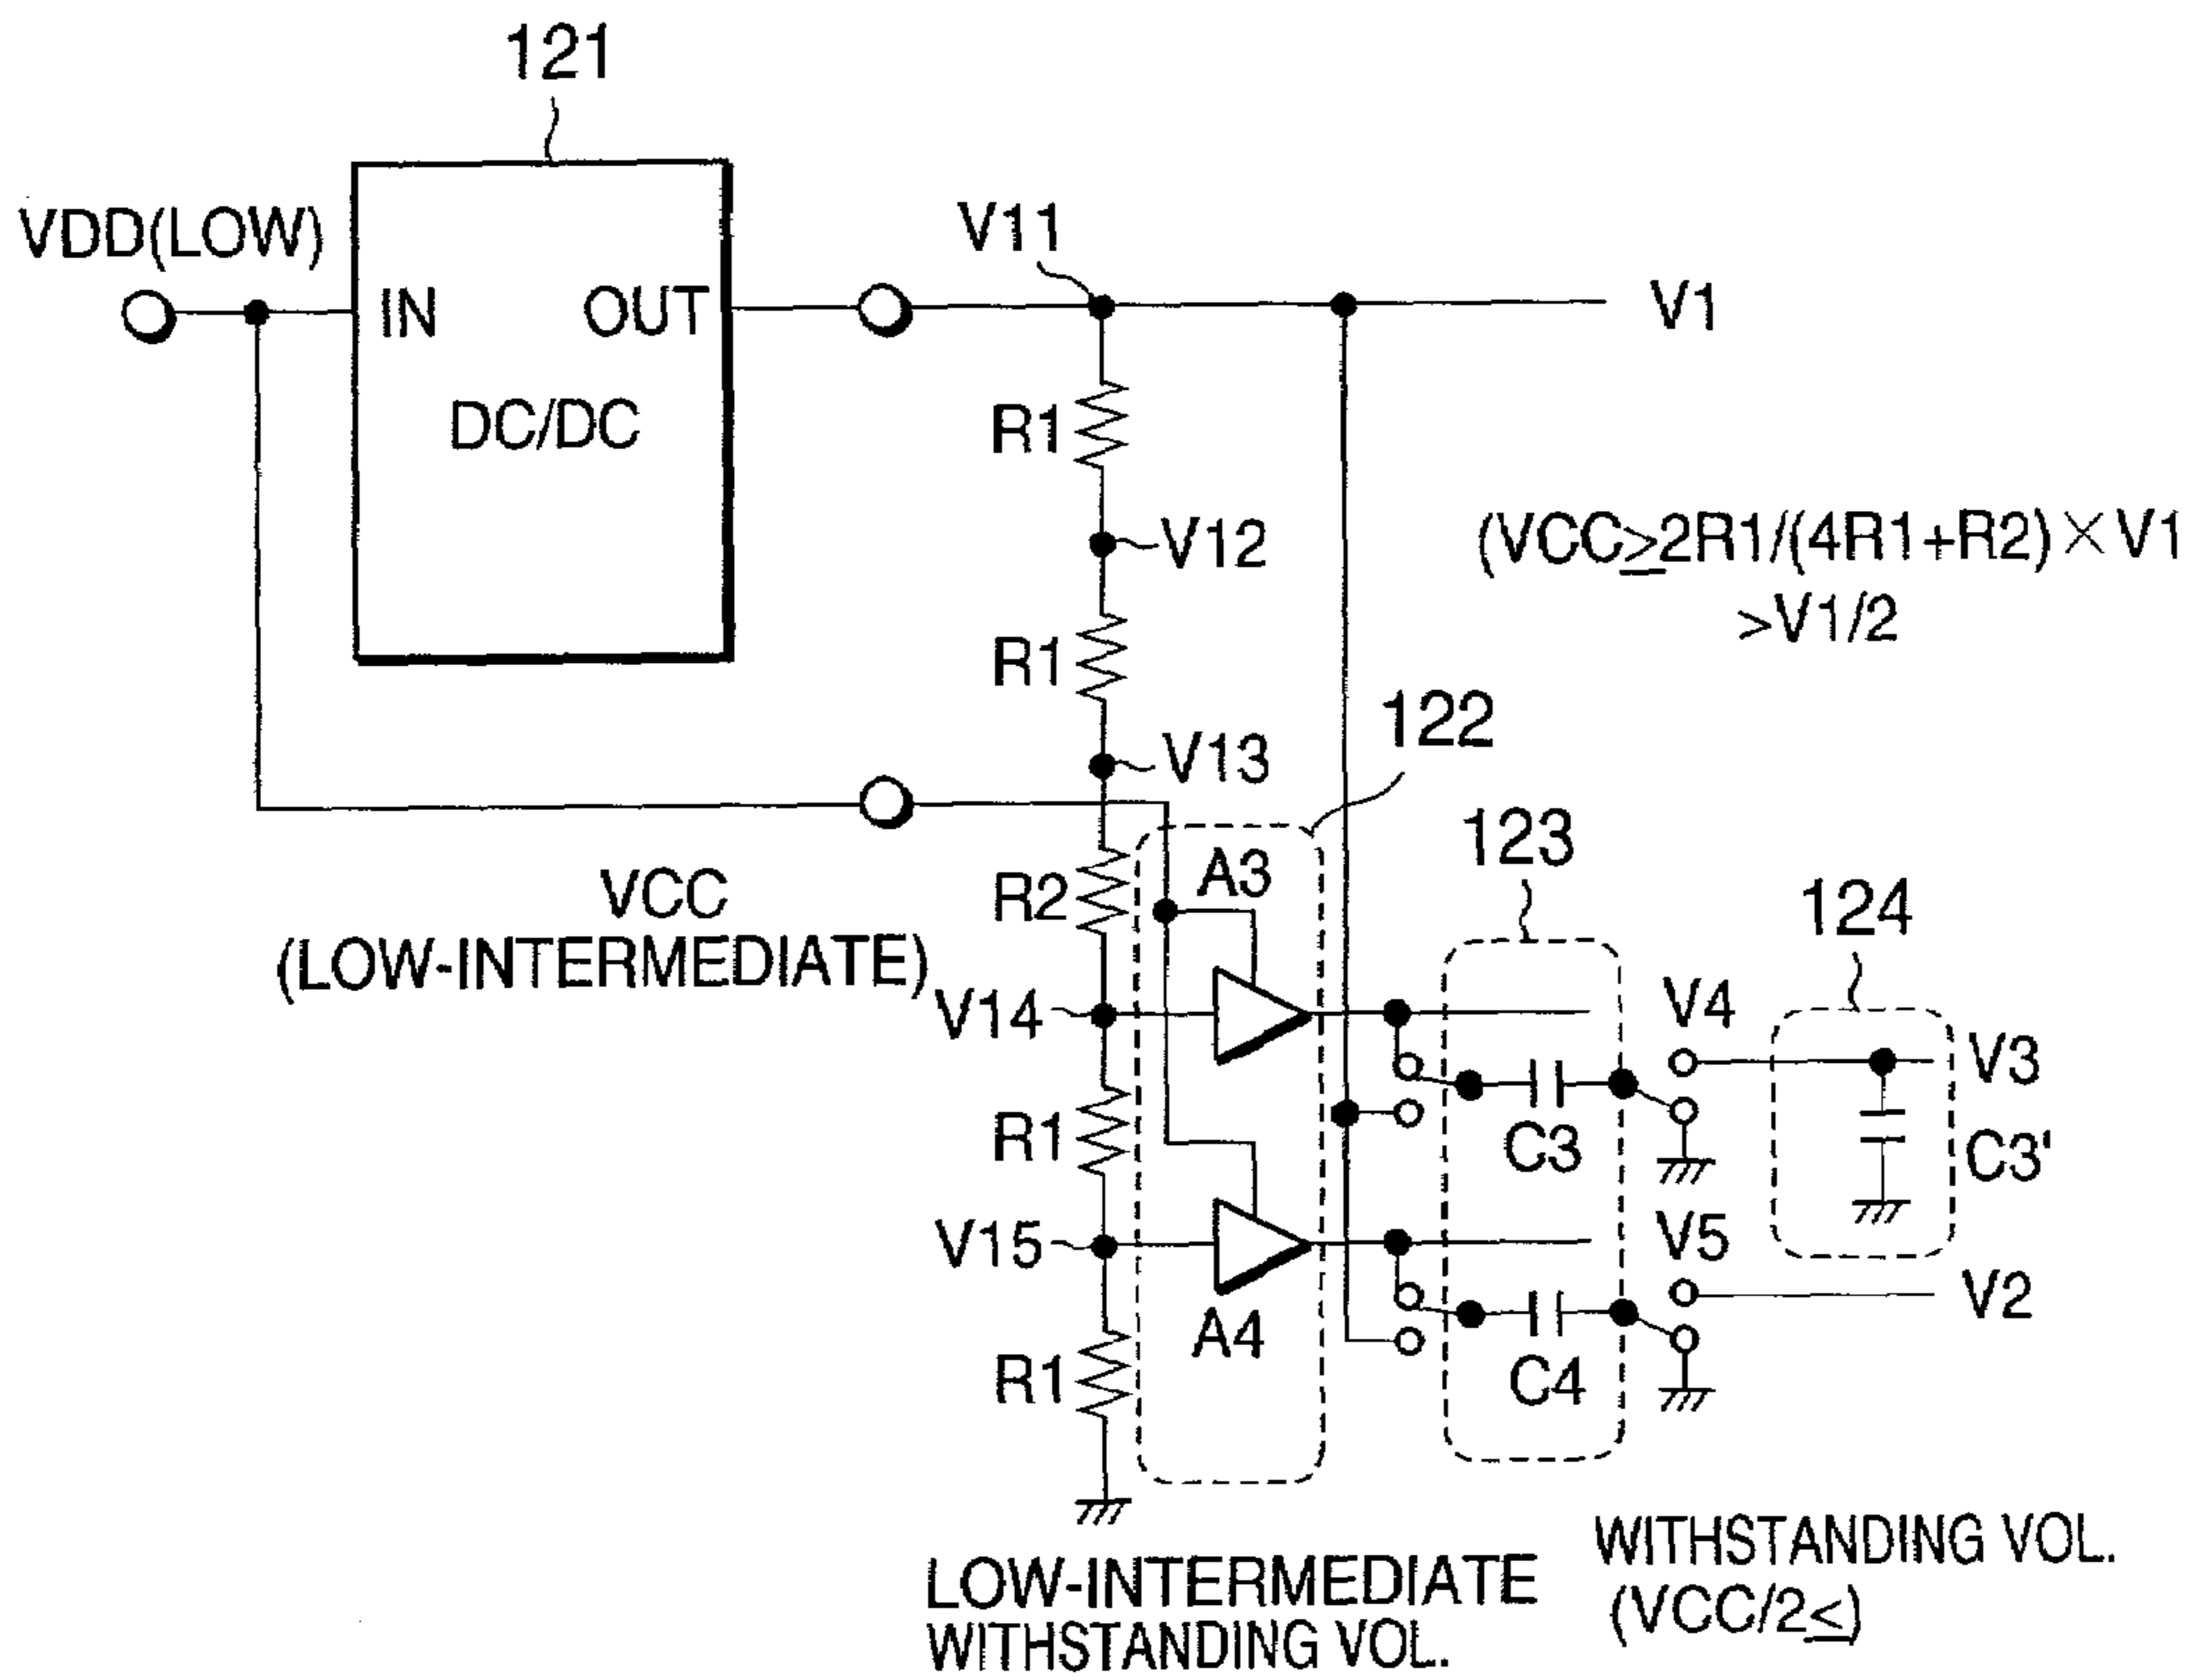 121
VDD(LOW)
IN
OUT
DC/DC
V11
V1
R1
V12
(VCC≥2R1/(4R1+R2)×V1
>V1/2
R1
V13
122
VCC
(LOW-INTERMEDIATE)
R2
A3
123
124
V14
V4
V3
C3
C3'
R1
V15
V5
V2
A4
C4
R1
LOW-INTERMEDIATE
WITHSTANDING VOL.
WITHSTANDING VOL.
(VCC/2≤)